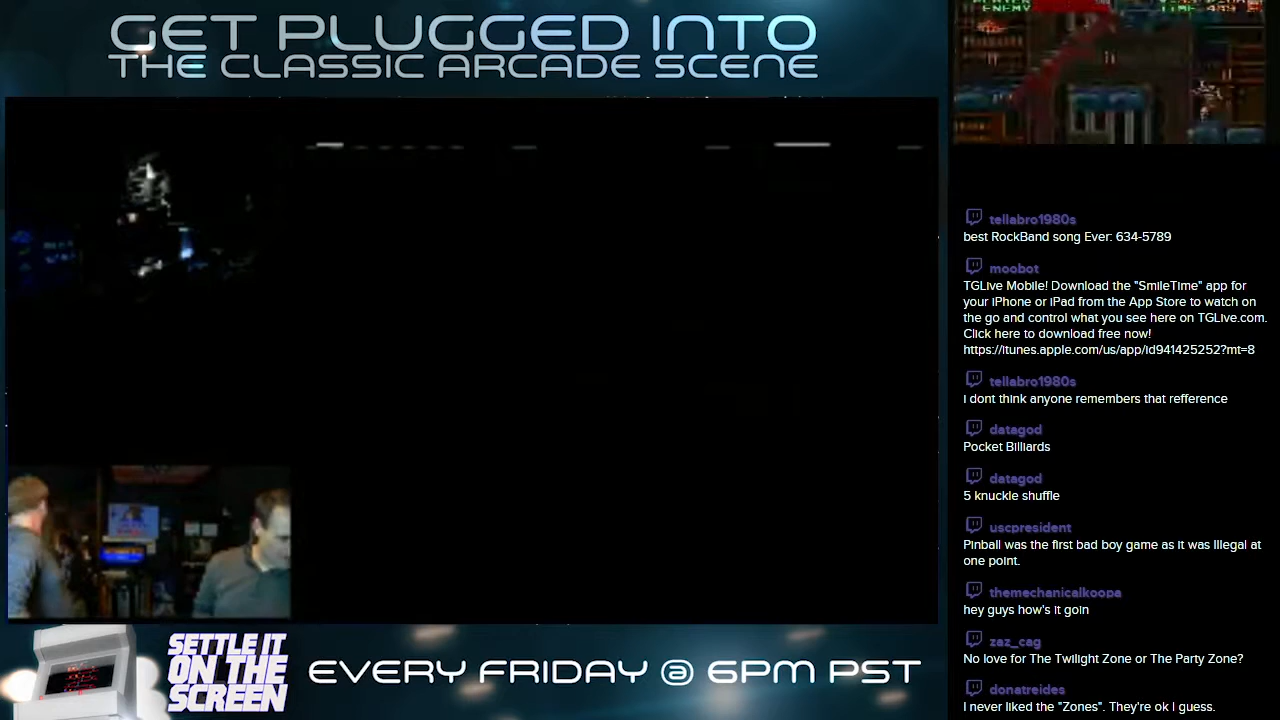 GET PLUGGED INTO
THE CLASSIC ARCADE SCENE
ENEMY
tellabro1980s
best RockBand song Ever: 634-5789
moobot
TGLive Mobile! Download the "SmileTime" app for
your iPhone or iPad from the App Store to watch on
the go and control what you see here on TGLive.com.
Click here to download free now!
https://itunes.apple.com/us/app/id941425252?mt=8
tellabro1980s
I dont think anyone remembers that refference
datagod
Pocket Billiards
datagod
5 knuckle shuffle
uscpresident
Pinball was the first bad boy game as it was illegal at
one point.
themechanicalkoopa
hey guys how's it goin
zaz_cag
No love for The Twilight Zone or The Party Zone?
donatreides
I never liked the "Zones". They're ok I guess.
SETTLE IT
ON THE
SCREEN
EVERY FRIDAY @ 6PM PST